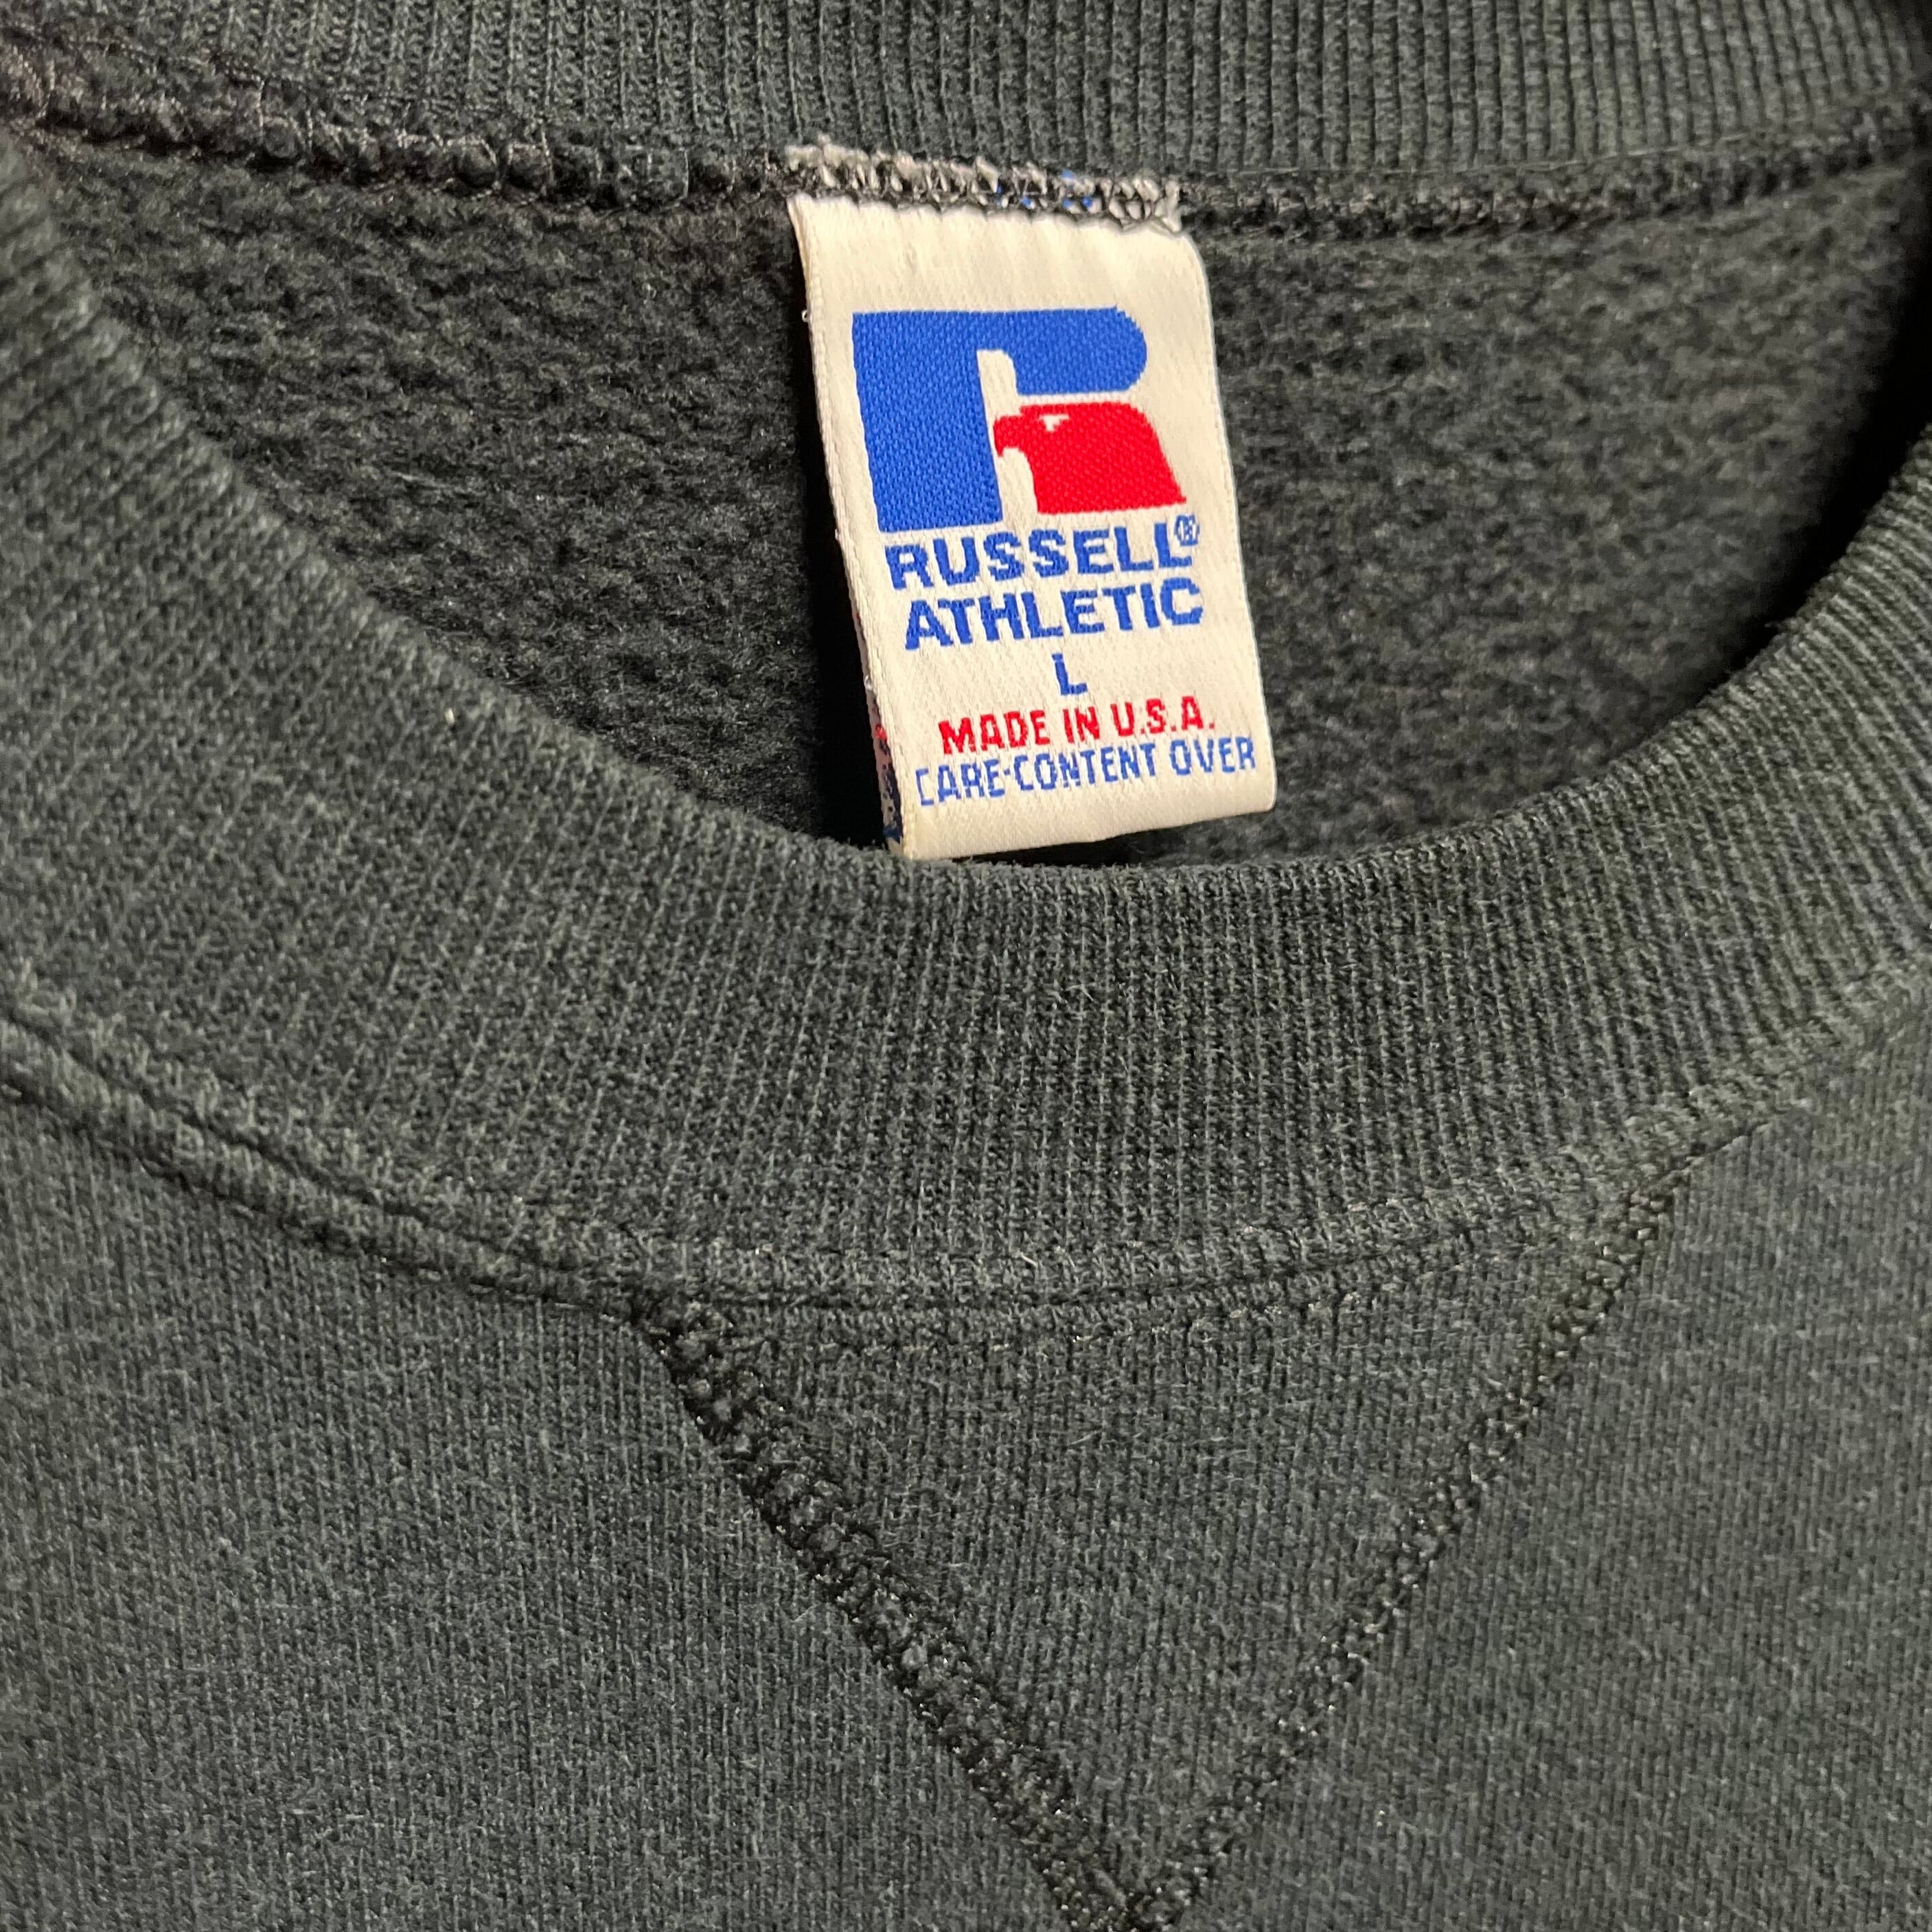 RUSSELL®
ATHLETIC
L
MADE IN U.S.A.
CARE-CONTENT OVER